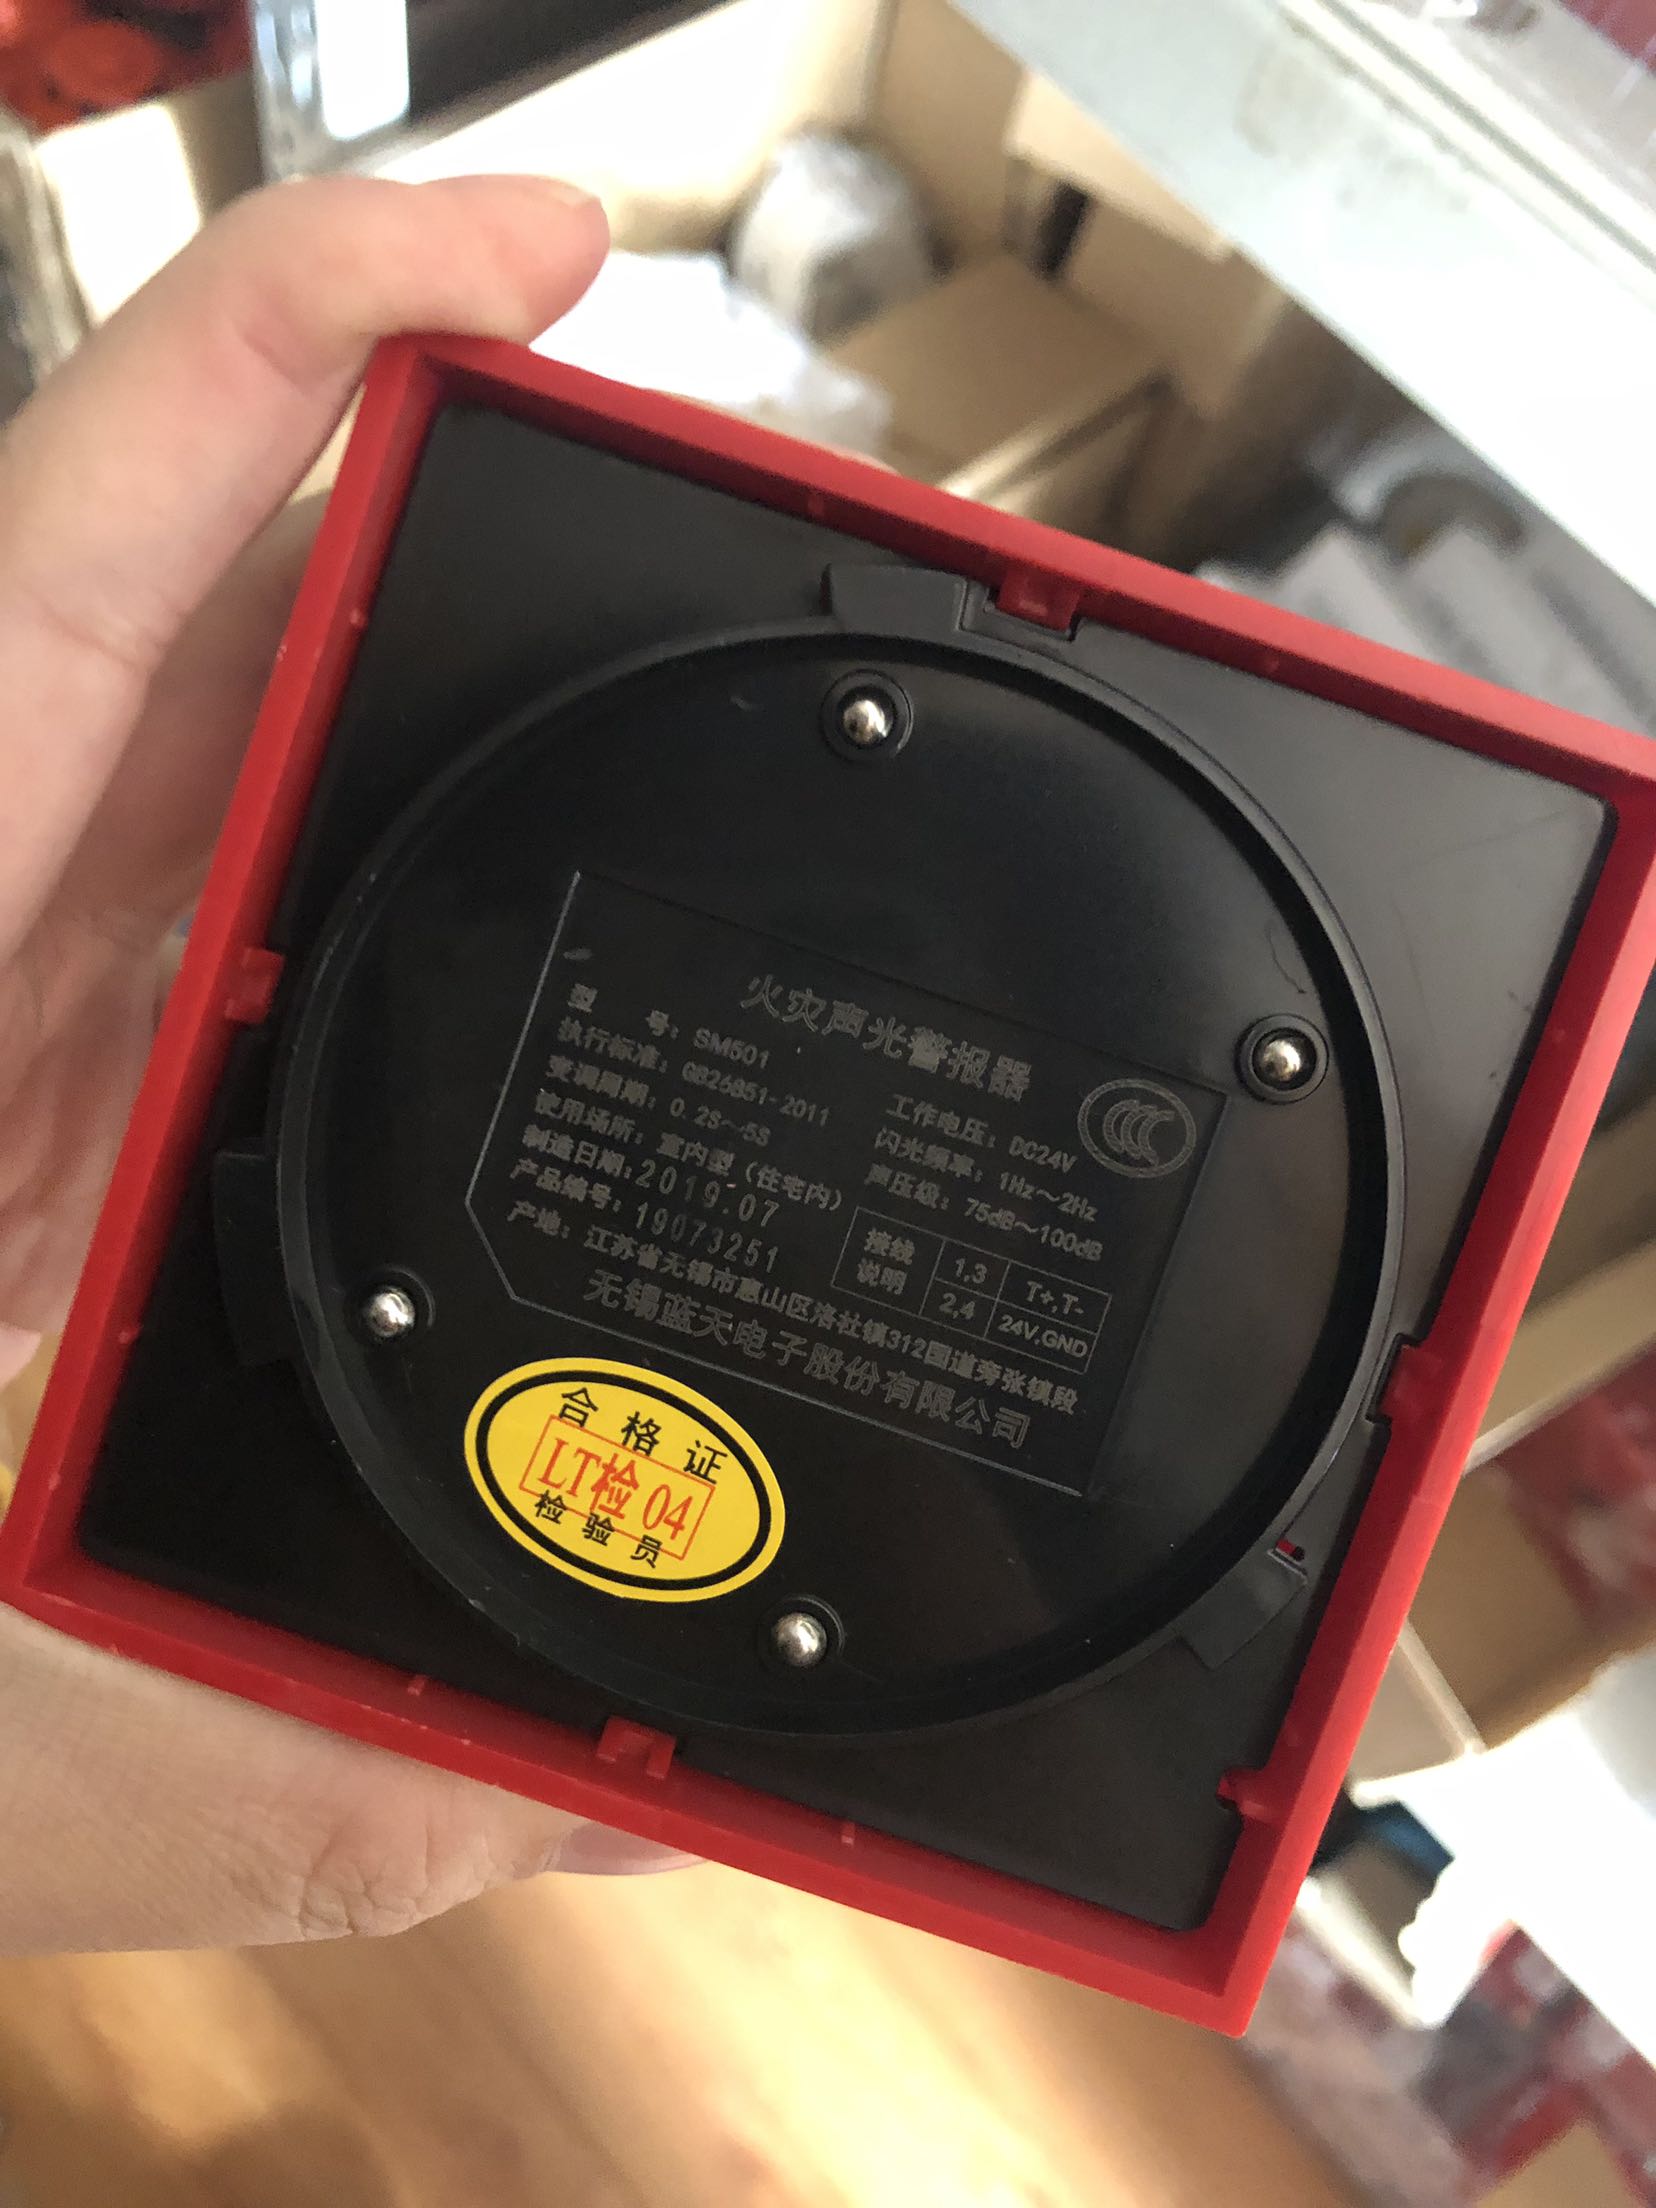 火灾声光警报器
型 号：SM501
工作电压：DC24V
执行标准：GB26851-2011
闪光频率：1Hz～2Hz
变调周期：0.2S～5S
声压级：75dB～100dB
使用场所：室内型（住宅内）
制造日期：2019.07
产品编号：19073251
接线说明 1,3 T+,T-
2,4 24V,GND
产地：江苏省无锡市惠山区洛社镇312国道旁张镇段
无锡蓝天电子股份有限公司
合格证
LT检 04
检验员